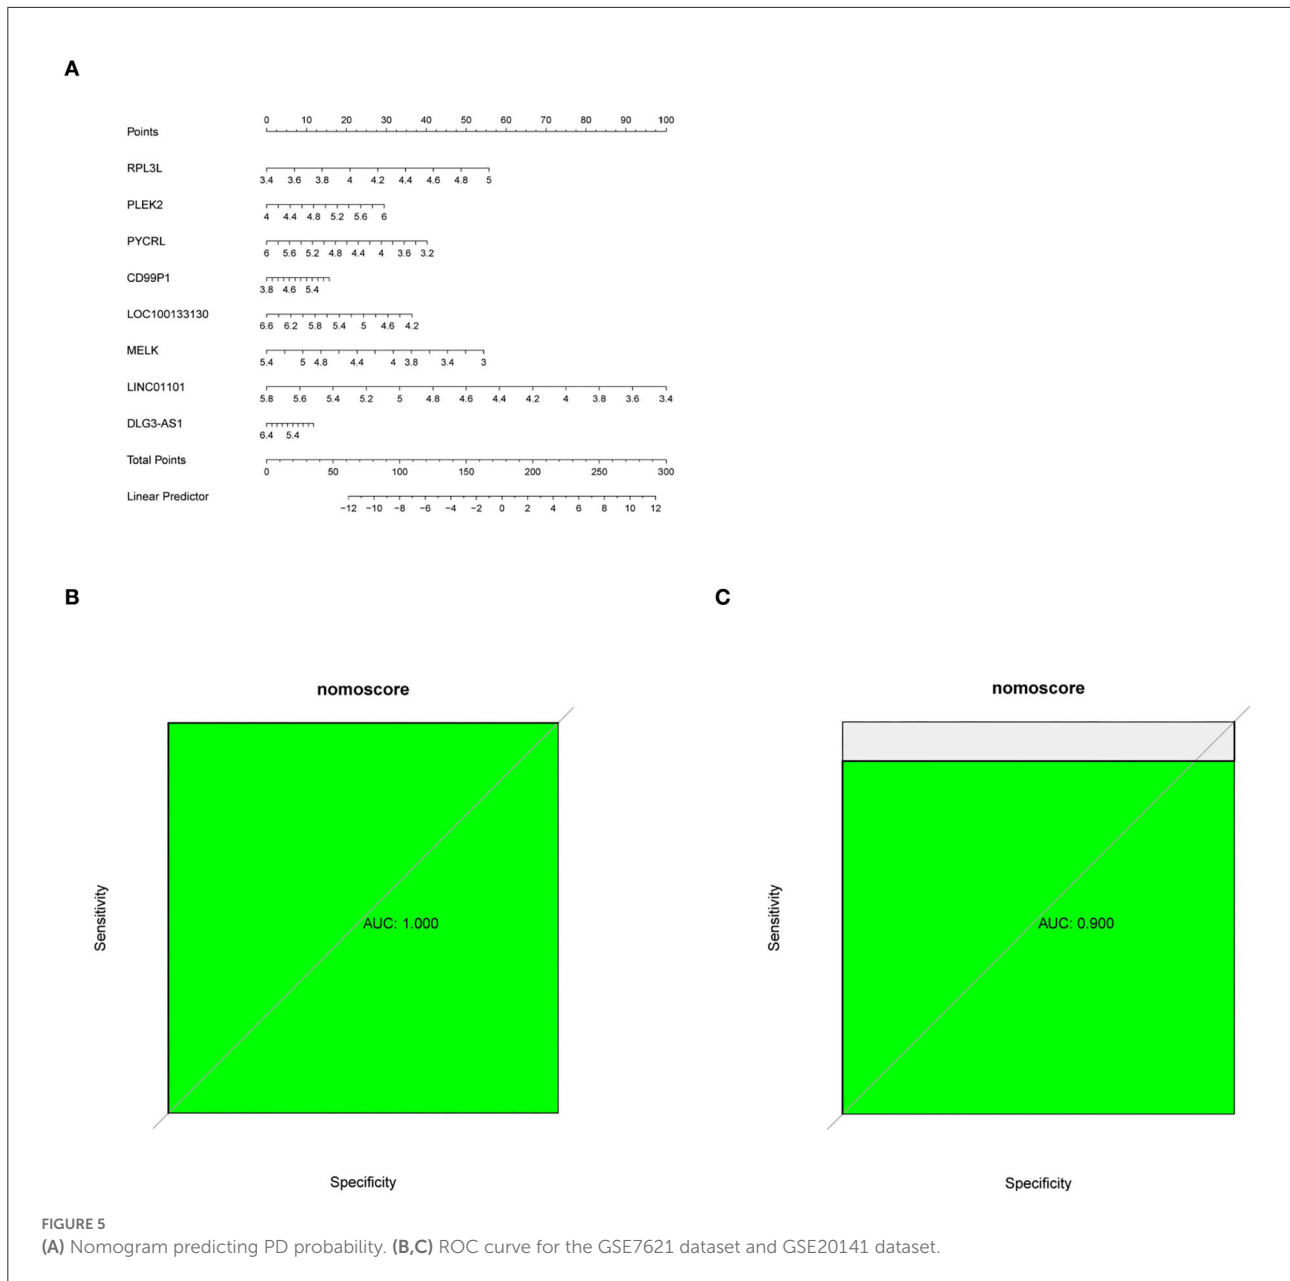 A
Points
0 10 20 30 40 50 60 70 80 90 100
RPL3L
3.4 3.6 3.8 4 4.2 4.4 4.6 4.8 5
PLEK2
4 4.4 4.8 5.2 5.6 6
PYCRL
6 5.6 5.2 4.8 4.4 4 3.6 3.2
CD99P1
3.8 4.6 5.4
LOC100133130
6.6 6.2 5.8 5.4 5 4.6 4.2
MELK
5.4 5 4.8 4.4 4 3.8 3.4 3
LINC01101
5.8 5.6 5.4 5.2 5 4.8 4.6 4.4 4.2 4 3.8 3.6 3.4
DLG3-AS1
6.4 5.4
Total Points
0 50 100 150 200 250 300
Linear Predictor
−12 −10 −8 −6 −4 −2 0 2 4 6 8 10 12
B
nomoscore
Sensitivity
AUC: 1.000
Specificity
C
nomoscore
Sensitivity
AUC: 0.900
Specificity
FIGURE 5
(A) Nomogram predicting PD probability. (B,C) ROC curve for the GSE7621 dataset and GSE20141 dataset.